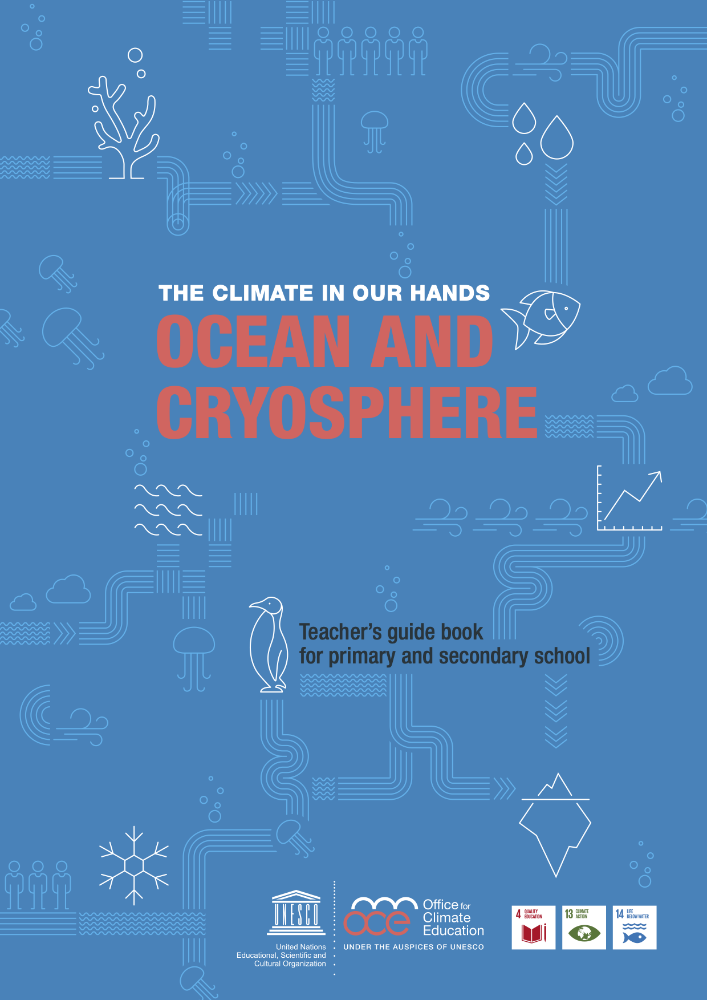 THE CLIMATE IN OUR HANDS
OCEAN AND
CRYOSPHERE
Teacher’s guide book
for primary and secondary school
UNESCO
United Nations
Educational, Scientific and
Cultural Organization
oce
Office for
Climate
Education
UNDER THE AUSPICES OF UNESCO
4 QUALITY
EDUCATION
13 CLIMATE
ACTION
14 LIFE
BELOW WATER